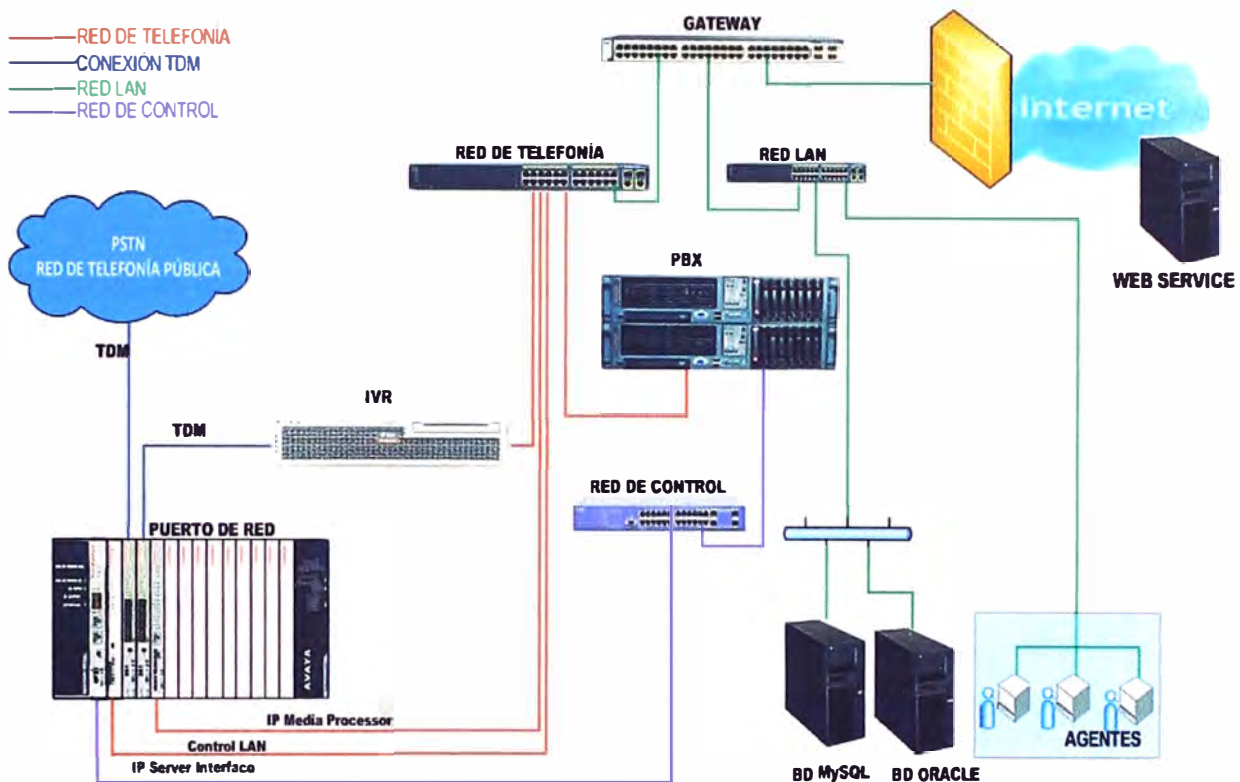 GATEWAY
RED DE TELEFONÍA
CONEXIÓN TDM
RED LAN
RED DE CONTROL
Internet
RED DE TELEFONÍA
RED LAN
PSTN
RED DE TELEFONÍA PÚBLICA
PBX
WEB SERVICE
TDM
IVR
TDM
RED DE CONTROL
PUERTO DE RED
AVAYA
IP Media Processor
Control LAN
IP Server Interface
AGENTES
BD MySQL
BD ORACLE